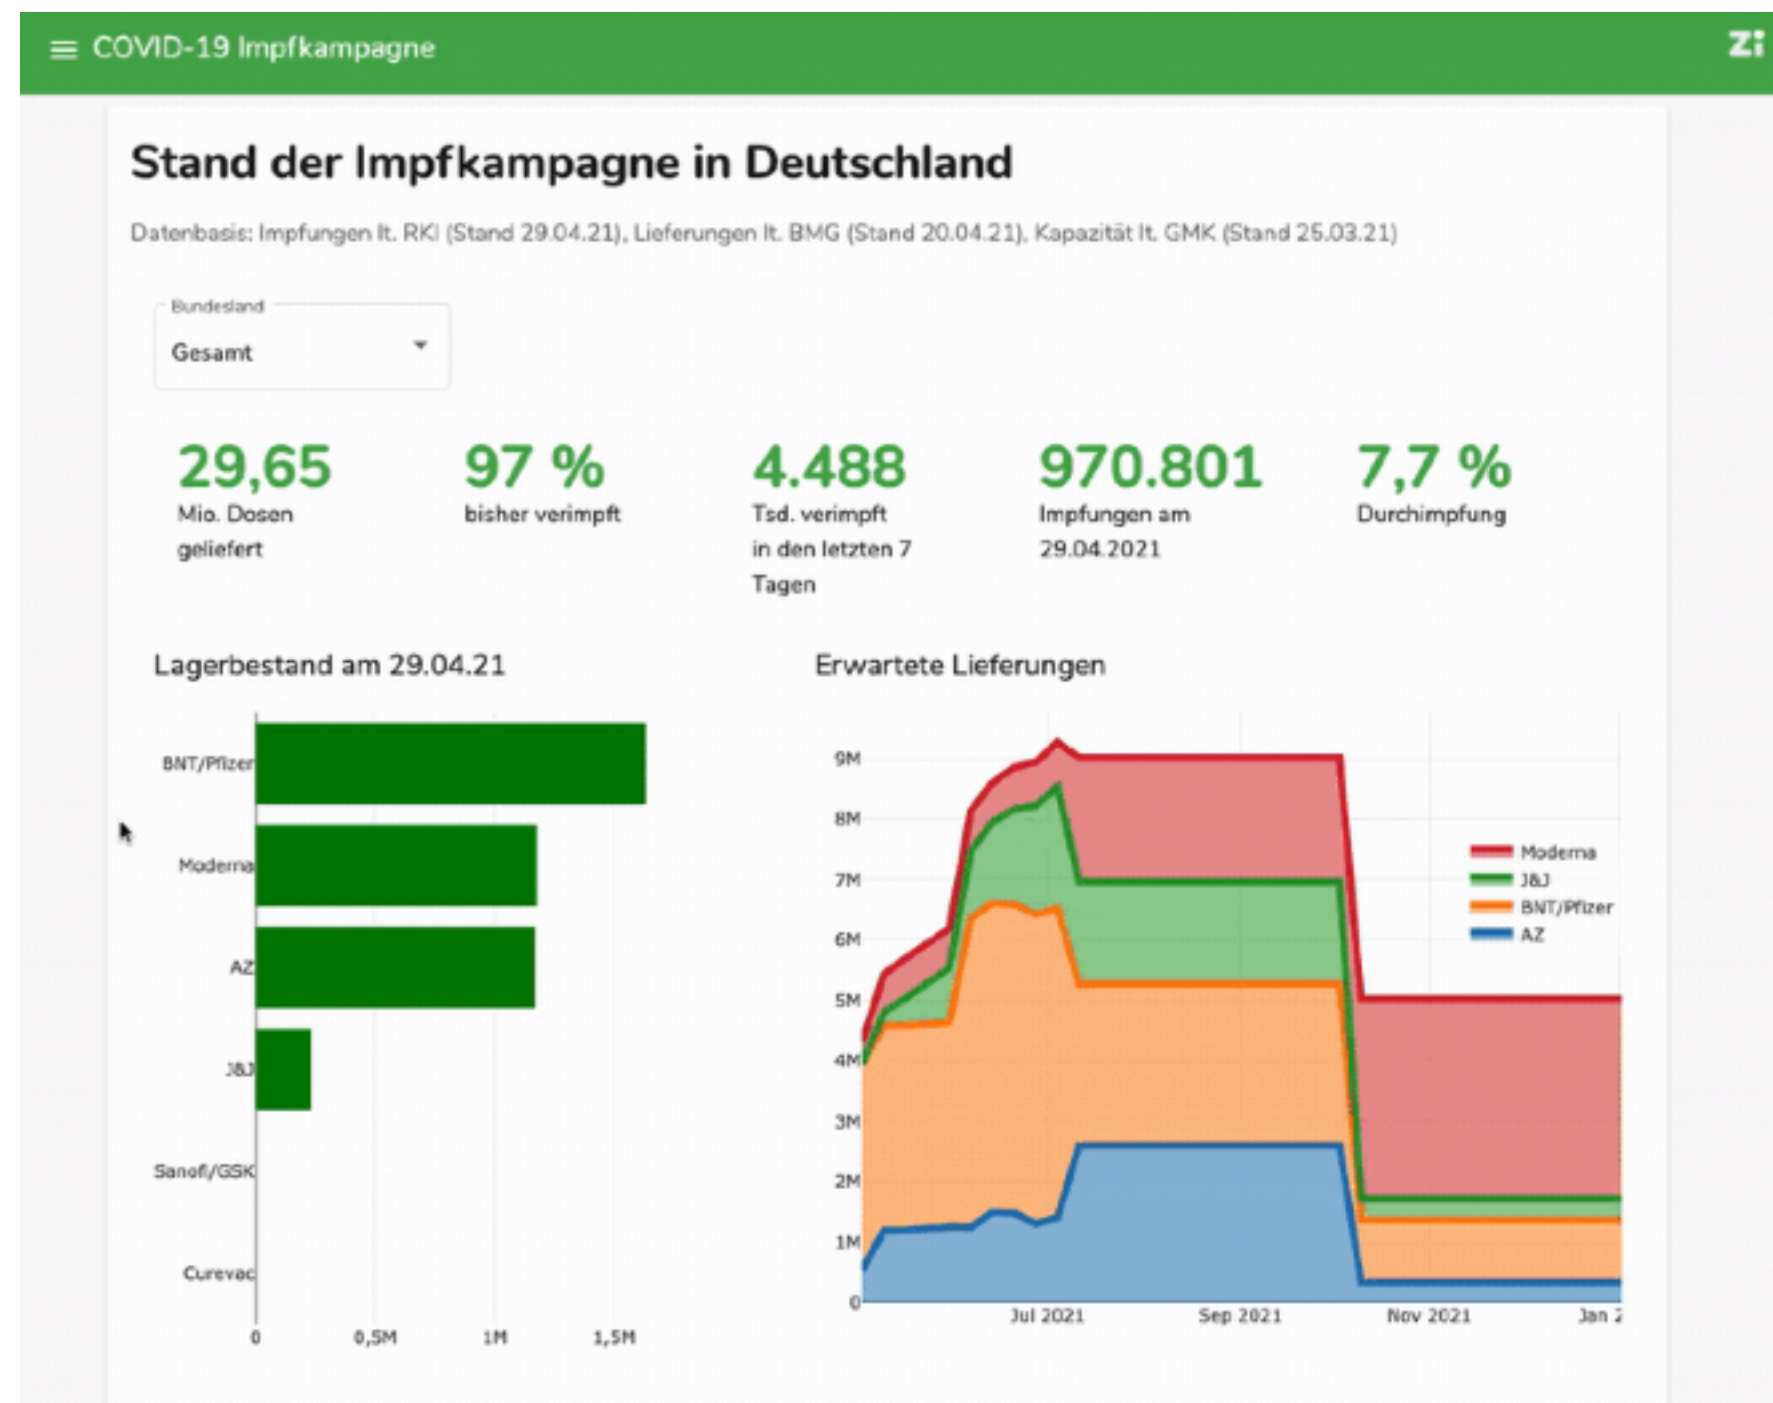 COVID-19 Impfkampagne
Zi
Stand der Impfkampagne in Deutschland
Datenbasis: Impfungen lt. RKI (Stand 29.04.21), Lieferungen lt. BMG (Stand 20.04.21), Kapazität lt. GMK (Stand 25.03.21)
Bundesland
Gesamt
29,65
Mio. Dosen
geliefert
97 %
bisher verimpft
4.488
Tsd. verimpft
in den letzten 7
Tagen
970.801
Impfungen am
29.04.2021
7,7 %
Durchimpfung
Lagerbestand am 29.04.21
BNT/Pfizer
Moderna
AZ
J&J
Sanofi/GSK
Curevac
0
0,5M
1M
1,5M
Erwartete Lieferungen
9M
8M
7M
6M
5M
4M
3M
2M
1M
0
Jul 2021
Sep 2021
Nov 2021
Jan 2
Moderna
J&J
BNT/Pfizer
AZ